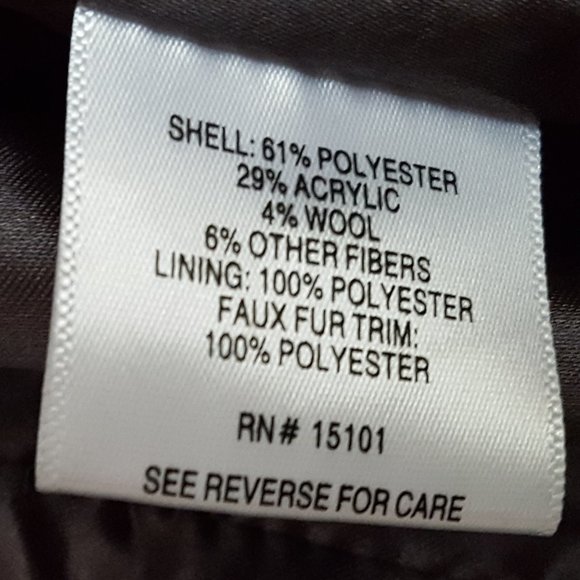 SHELL: 61% POLYESTER
29% ACRYLIC
4% WOOL
6% OTHER FIBERS
LINING: 100% POLYESTER
FAUX FUR TRIM:
100% POLYESTER
RN# 15101
SEE REVERSE FOR CARE